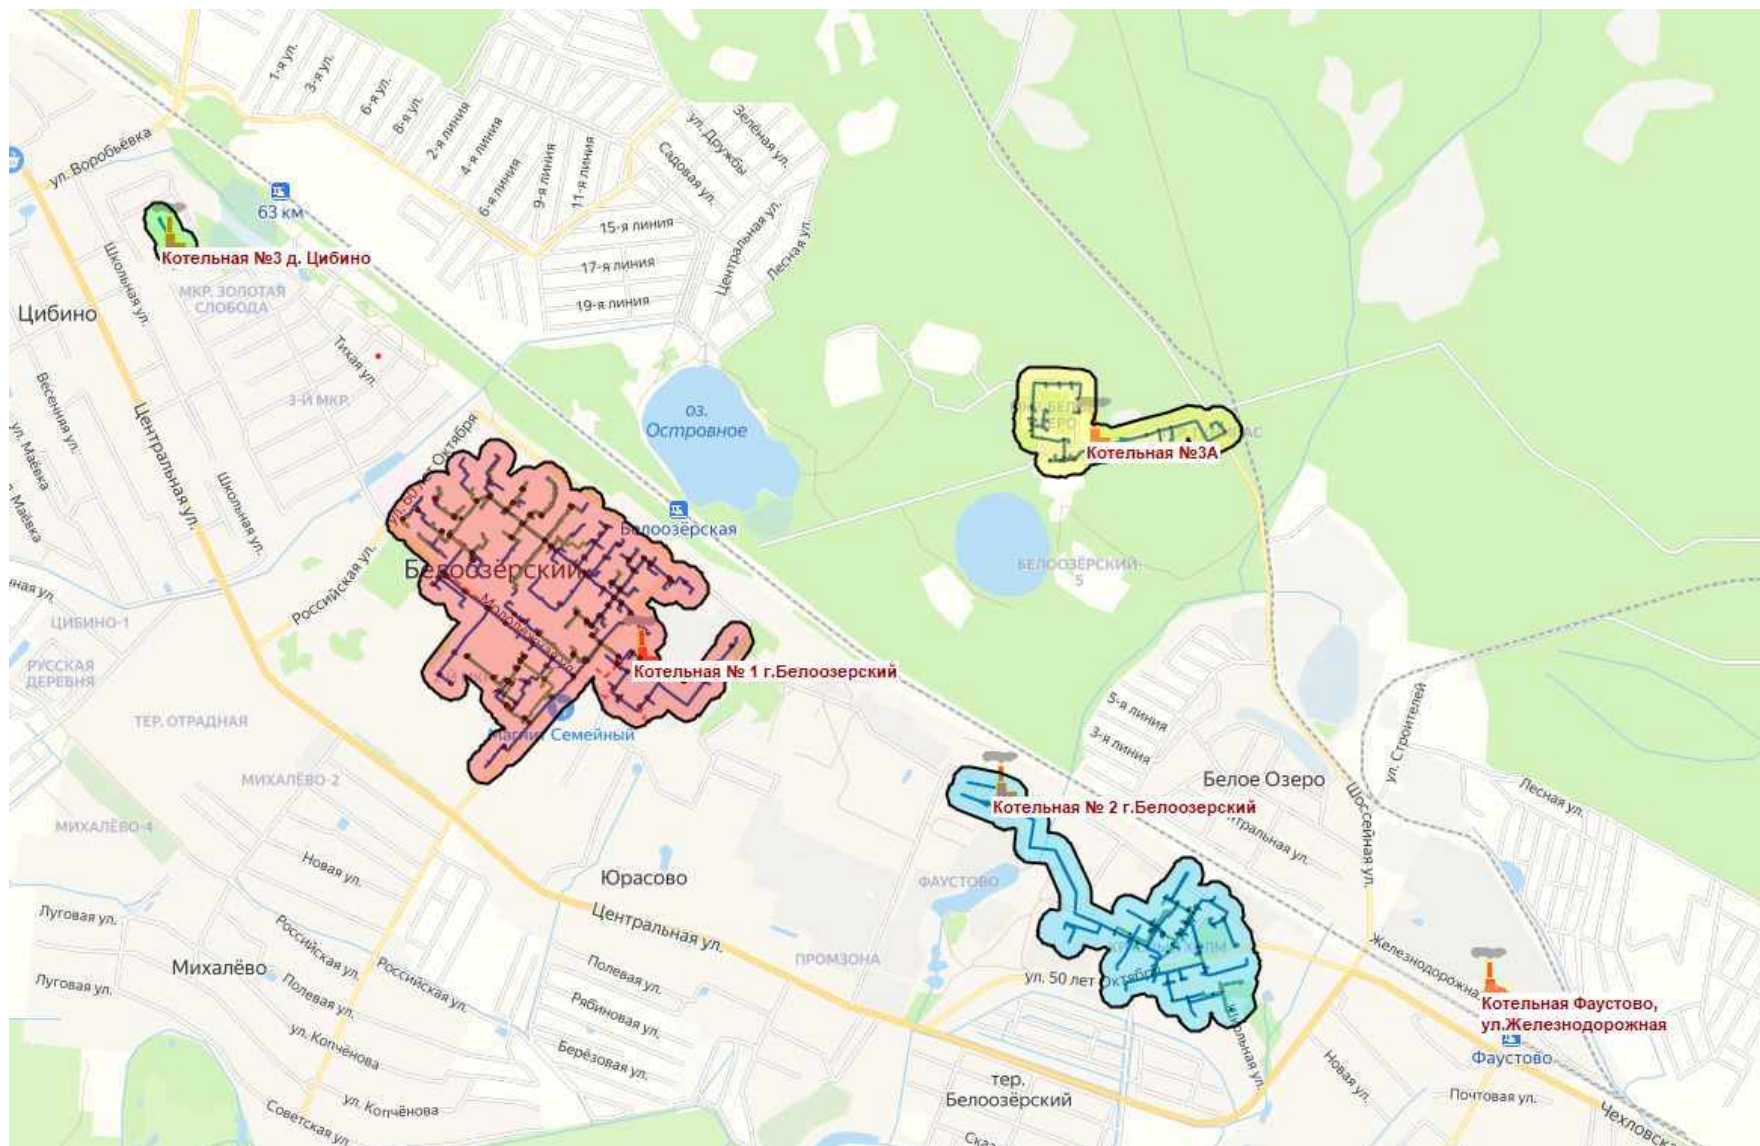 1-я ул.
3-я ул.
6-я ул.
8-я ул.
2-я линия
4-я линия
6-я линия
9-я линия
11-я линия
ул. Дружбы
Зелёная ул.
Садовая ул.
ул. Воробьёвка
63 км
15-я линия
17-я линия
19-я линия
Центральная ул.
Лесная ул.
Котельная №3 д. Цибино
Школьная ул.
МКР. ЗОЛОТАЯ
СЛОБОДА
Цибино
Тихая ул.
3-Й МКР.
Весенняя ул.
ул. Маёвка
Маёвка
Центральная ул.
Школьная ул.
оз.
Островное
Котельная №3А
60 лет Октября
Белоозёрская
Белоозёрский
БЕЛООЗЁРСКИЙ-
5
Российская ул.
Молодёжная ул.
ЦИБИНО-1
РУССКАЯ
ДЕРЕВНЯ
Котельная № 1 г.Белоозерский
ТЕР. ОТРАДНАЯ
Магнит Семейный
5-я линия
3-я линия
ул. Строителей
МИХАЛЁВО-2
Белое Озеро
Котельная № 2 г.Белоозерский
Лесная ул.
МИХАЛЁВО-4
нтральная ул.
Шоссейная ул.
Новая ул.
Юрасово
ФАУСТОВО
Луговая ул.
Центральная ул.
Российская ул.
ПРОМЗОНА
Железнодорожна
Михалёво
Российская ул.
Полевая ул.
ул. 50 лет Октября
Луговая ул.
Полевая ул.
Рябиновая ул.
Котельная Фаустово,
ул.Железнодорожная
ул. Копчёнова
Берёзовая ул.
Школьная ул.
Фаустово
Новая ул.
тер.
Белоозёрский
Почтовая ул.
ул. Копчёнова
Советская ул.
Чехловска
Сказ